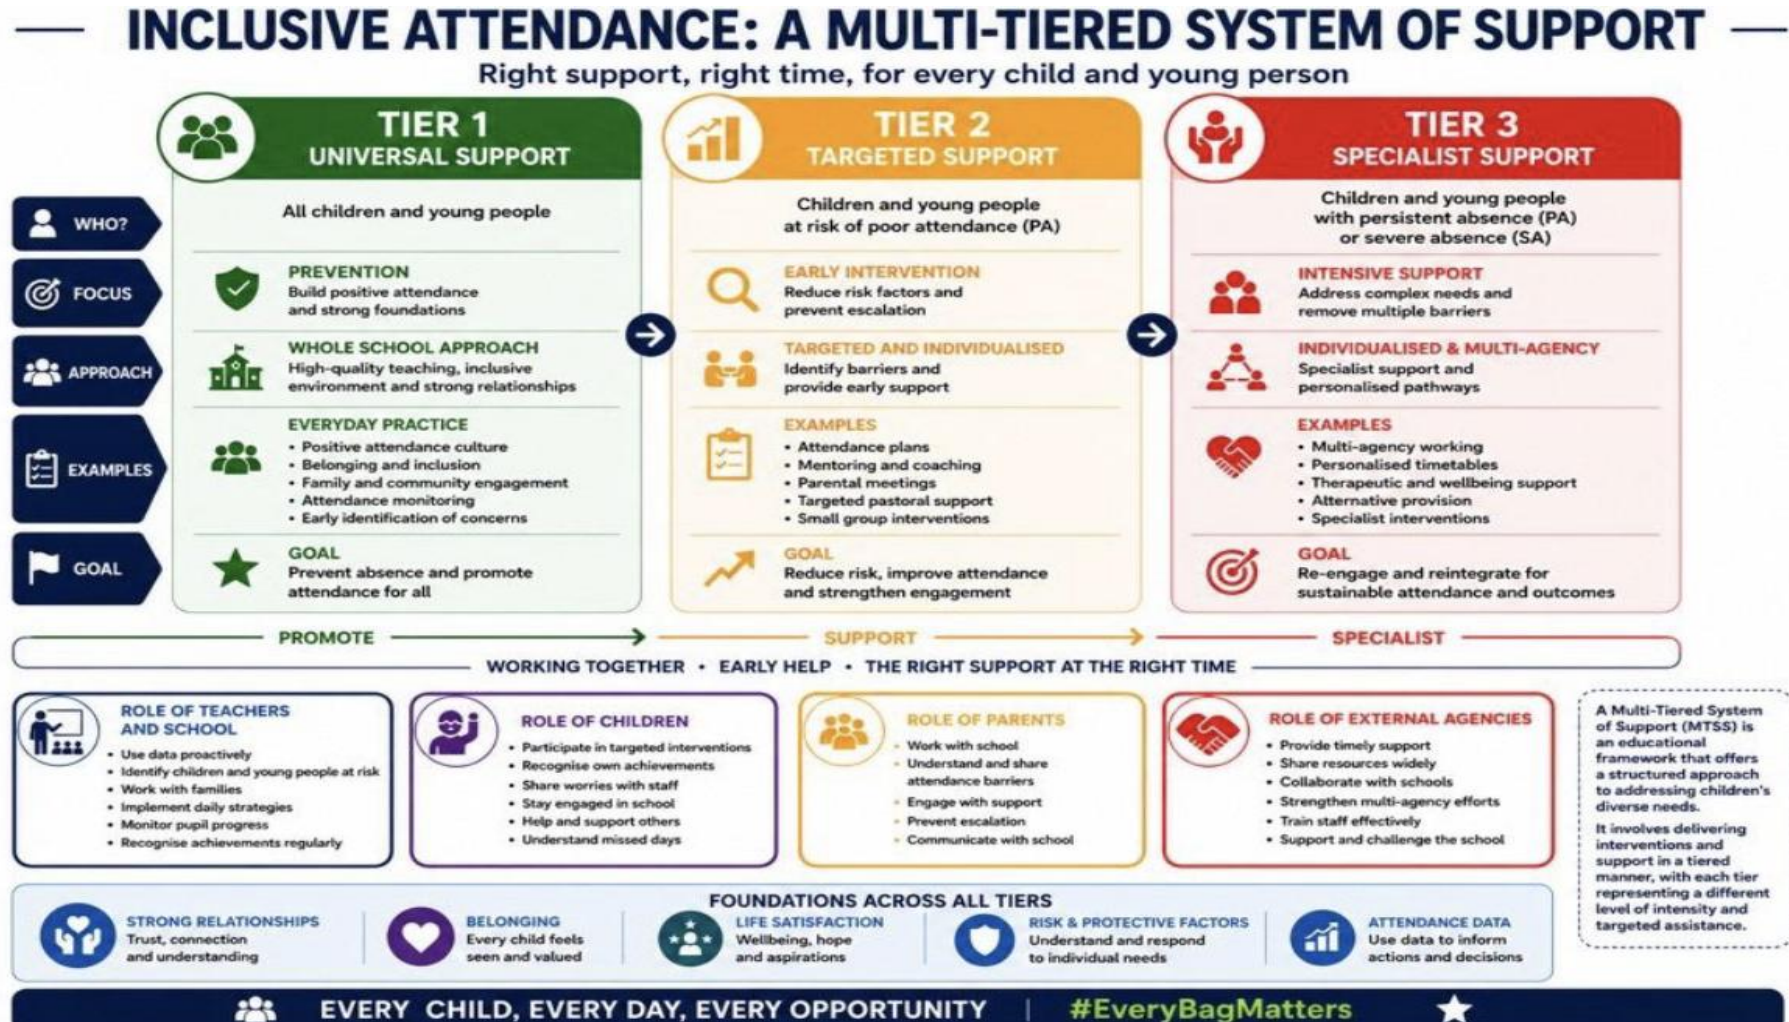 INCLUSIVE ATTENDANCE: A MULTI-TIERED SYSTEM OF SUPPORT
Right support, right time, for every child and young person
TIER 1
UNIVERSAL SUPPORT
TIER 2
TARGETED SUPPORT
TIER 3
SPECIALIST SUPPORT
WHO?
All children and young people
Children and young people
at risk of poor attendance (PA)
Children and young people
with persistent absence (PA)
or severe absence (SA)
FOCUS
PREVENTION
Build positive attendance
and strong foundations
EARLY INTERVENTION
Reduce risk factors and
prevent escalation
INTENSIVE SUPPORT
Address complex needs and
remove multiple barriers
APPROACH
WHOLE SCHOOL APPROACH
High-quality teaching, inclusive
environment and strong relationships
TARGETED AND INDIVIDUALISED
Identify barriers and
provide early support
INDIVIDUALISED & MULTI-AGENCY
Specialist support and
personalised pathways
EXAMPLES
EVERYDAY PRACTICE
• Positive attendance culture
• Belonging and inclusion
• Family and community engagement
• Attendance monitoring
• Early identification of concerns
EXAMPLES
• Attendance plans
• Mentoring and coaching
• Parental meetings
• Targeted pastoral support
• Small group interventions
EXAMPLES
• Multi-agency working
• Personalised timetables
• Therapeutic and wellbeing support
• Alternative provision
• Specialist interventions
GOAL
GOAL
Prevent absence and promote
attendance for all
GOAL
Reduce risk, improve attendance
and strengthen engagement
GOAL
Re-engage and reintegrate for
sustainable attendance and outcomes
PROMOTE
SUPPORT
SPECIALIST
WORKING TOGETHER • EARLY HELP • THE RIGHT SUPPORT AT THE RIGHT TIME
ROLE OF TEACHERS
AND SCHOOL
• Use data proactively
• Identify children and young people at risk
• Work with families
• Implement daily strategies
• Monitor pupil progress
• Recognise achievements regularly
ROLE OF CHILDREN
• Participate in targeted interventions
• Recognise own achievements
• Share worries with staff
• Stay engaged in school
• Help and support others
• Understand missed days
ROLE OF PARENTS
• Work with school
• Understand and share
attendance barriers
• Engage with support
• Prevent escalation
• Communicate with school
ROLE OF EXTERNAL AGENCIES
• Provide timely support
• Share resources widely
• Collaborate with schools
• Strengthen multi-agency efforts
• Train staff effectively
• Support and challenge the school
A Multi-Tiered System
of Support (MTSS) is
an educational
framework that offers
a structured approach
to addressing children's
diverse needs.
It involves delivering
interventions and
support in a tiered
manner, with each tier
representing a different
level of intensity and
targeted assistance.
FOUNDATIONS ACROSS ALL TIERS
STRONG RELATIONSHIPS
Trust, connection
and understanding
BELONGING
Every child feels
seen and valued
LIFE SATISFACTION
Wellbeing, hope
and aspirations
RISK & PROTECTIVE FACTORS
Understand and respond
to individual needs
ATTENDANCE DATA
Use data to inform
actions and decisions
EVERY CHILD, EVERY DAY, EVERY OPPORTUNITY | #EveryBagMatters